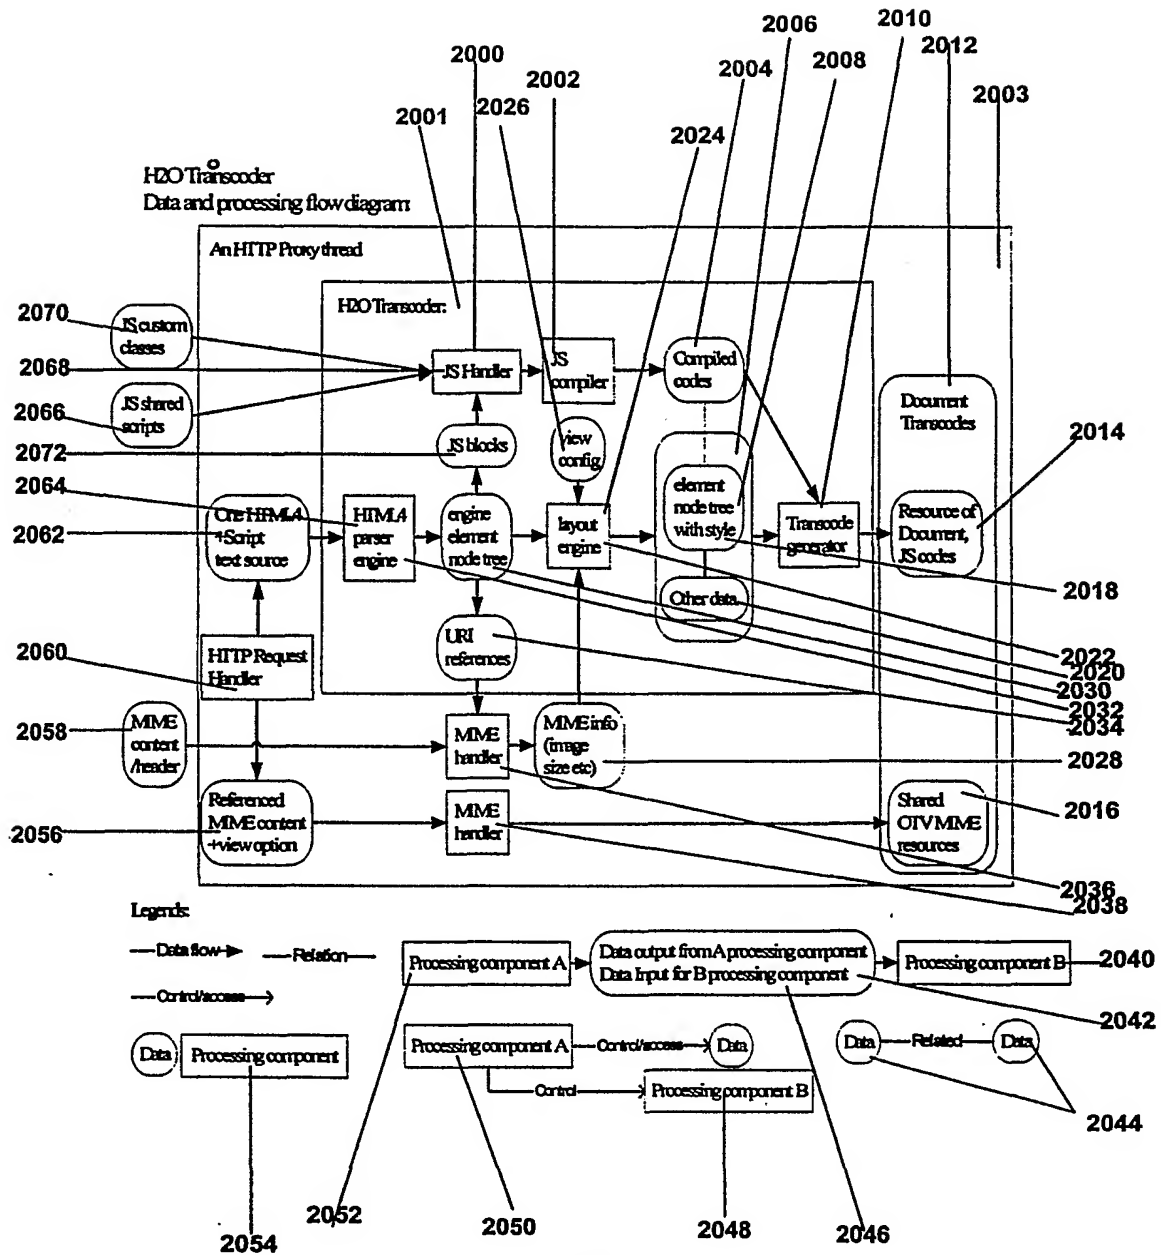 2000
2002
2026
2001
2004
2006
2008
2010
2012
2003
2024
H2O Transcoder
Data and processing flow diagram:
An HTTP Proxy thread
H2O Transcoder:
2070
JS custom
classes
2068
JS Handler
JS
compiler
Compiled
codes
2066
JS shared
scripts
Document
Transcodes
2014
2072
JS blocks
view
config
2064
2062
One HTML4
+Script
text source
HTML4
parser
engine
engine
element
node tree
layout
engine
element
node tree
with style
Transcode
generator
Resource of
Document,
JS codes
2018
Other data
2060
HTTP Request
Handler
URI
references
2022
2020
2030
2032
2034
2058
MIME
content
/header
MIME
handler
MIME info
(image
size etc)
2028
2056
Referenced
MIME content
+view option
MIME
handler
Shared
OTV MIME
resources
2016
2036
2038
Legends:
Data flow
Relation
Processing component A
Data output from A processing component
Data Input for B processing component
Processing component B
2040
Control/access
2042
Data
Processing component
Processing component A
Control/access
Data
Data
Related
Data
Control
Processing component B
2044
2052
2050
2048
2046
2054